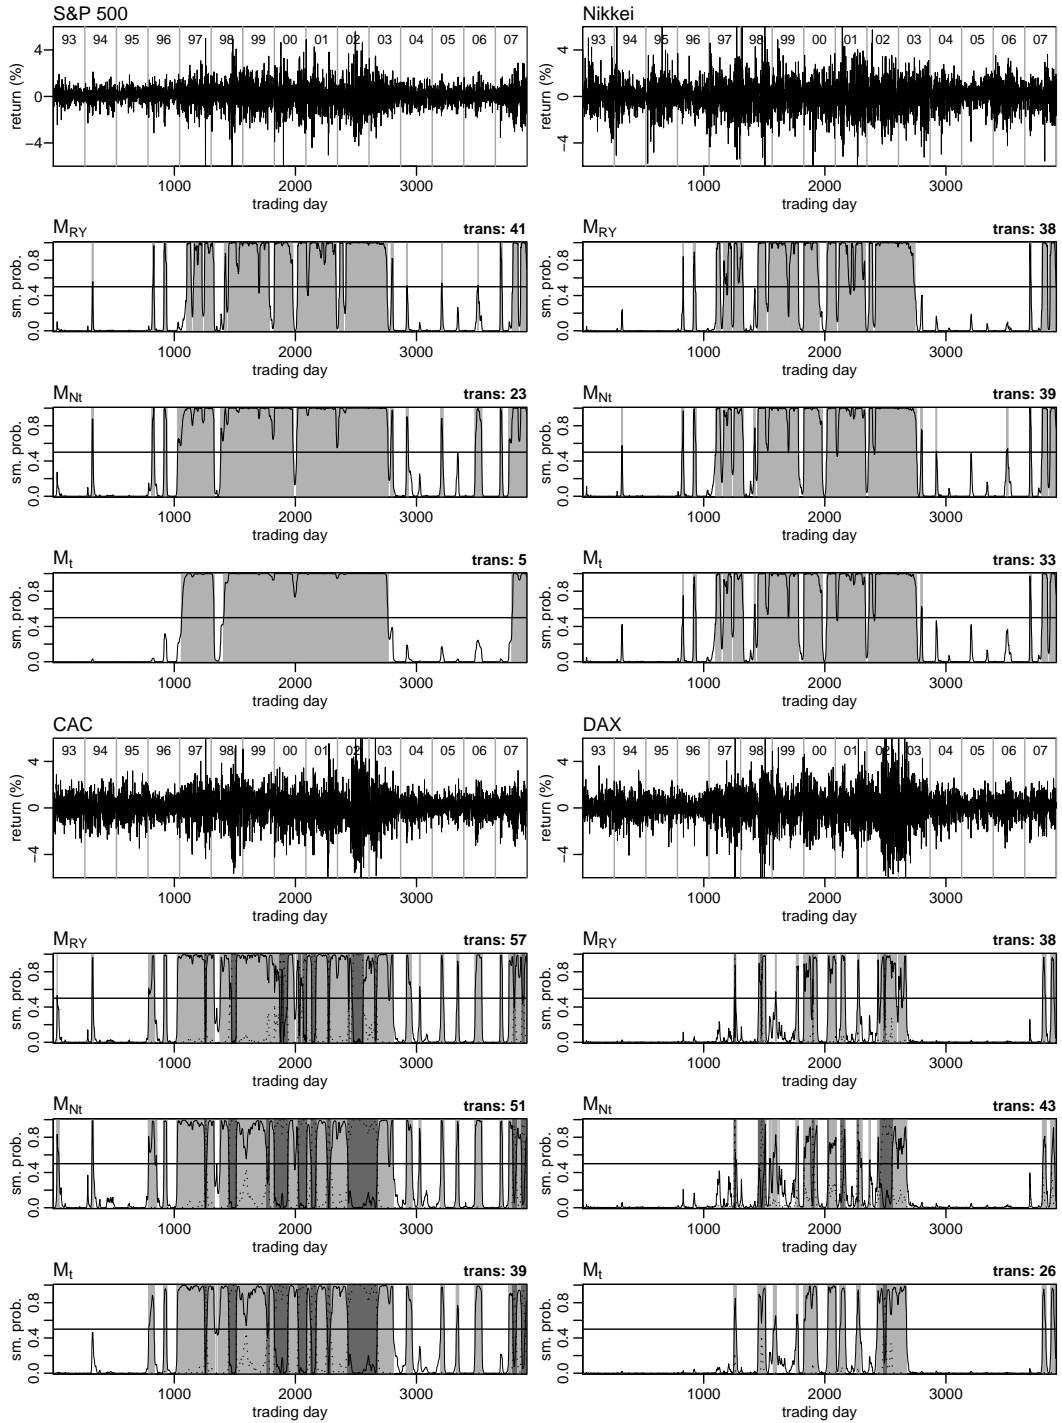 S&P 500
Nikkei
93 94 95 96 97 98 99 00 01 02 03 04 05 06 07
93 94 95 96 97 98 99 00 01 02 03 04 05 06 07
return (%)
4
0
−4
1000 2000 3000
trading day
return (%)
4
0
−4
1000 2000 3000
trading day
MRY
trans: 41
sm. prob.
0.8
0.4
0.0
1000 2000 3000
trading day
MRY
trans: 38
sm. prob.
0.8
0.4
0.0
1000 2000 3000
trading day
MNt
trans: 23
sm. prob.
0.8
0.4
0.0
1000 2000 3000
trading day
MNt
trans: 39
sm. prob.
0.8
0.4
0.0
1000 2000 3000
trading day
Mt
trans: 5
sm. prob.
0.8
0.4
0.0
1000 2000 3000
trading day
Mt
trans: 33
sm. prob.
0.8
0.4
0.0
1000 2000 3000
trading day
CAC
DAX
93 94 95 96 97 98 99 00 01 02 03 04 05 06 07
93 94 95 96 97 98 99 00 01 02 03 04 05 06 07
return (%)
4
0
−4
1000 2000 3000
trading day
return (%)
4
0
−4
1000 2000 3000
trading day
MRY
trans: 57
sm. prob.
0.8
0.4
0.0
1000 2000 3000
trading day
MRY
trans: 38
sm. prob.
0.8
0.4
0.0
1000 2000 3000
trading day
MNt
trans: 51
sm. prob.
0.8
0.4
0.0
1000 2000 3000
trading day
MNt
trans: 43
sm. prob.
0.8
0.4
0.0
1000 2000 3000
trading day
Mt
trans: 39
sm. prob.
0.8
0.4
0.0
1000 2000 3000
trading day
Mt
trans: 26
sm. prob.
0.8
0.4
0.0
1000 2000 3000
trading day